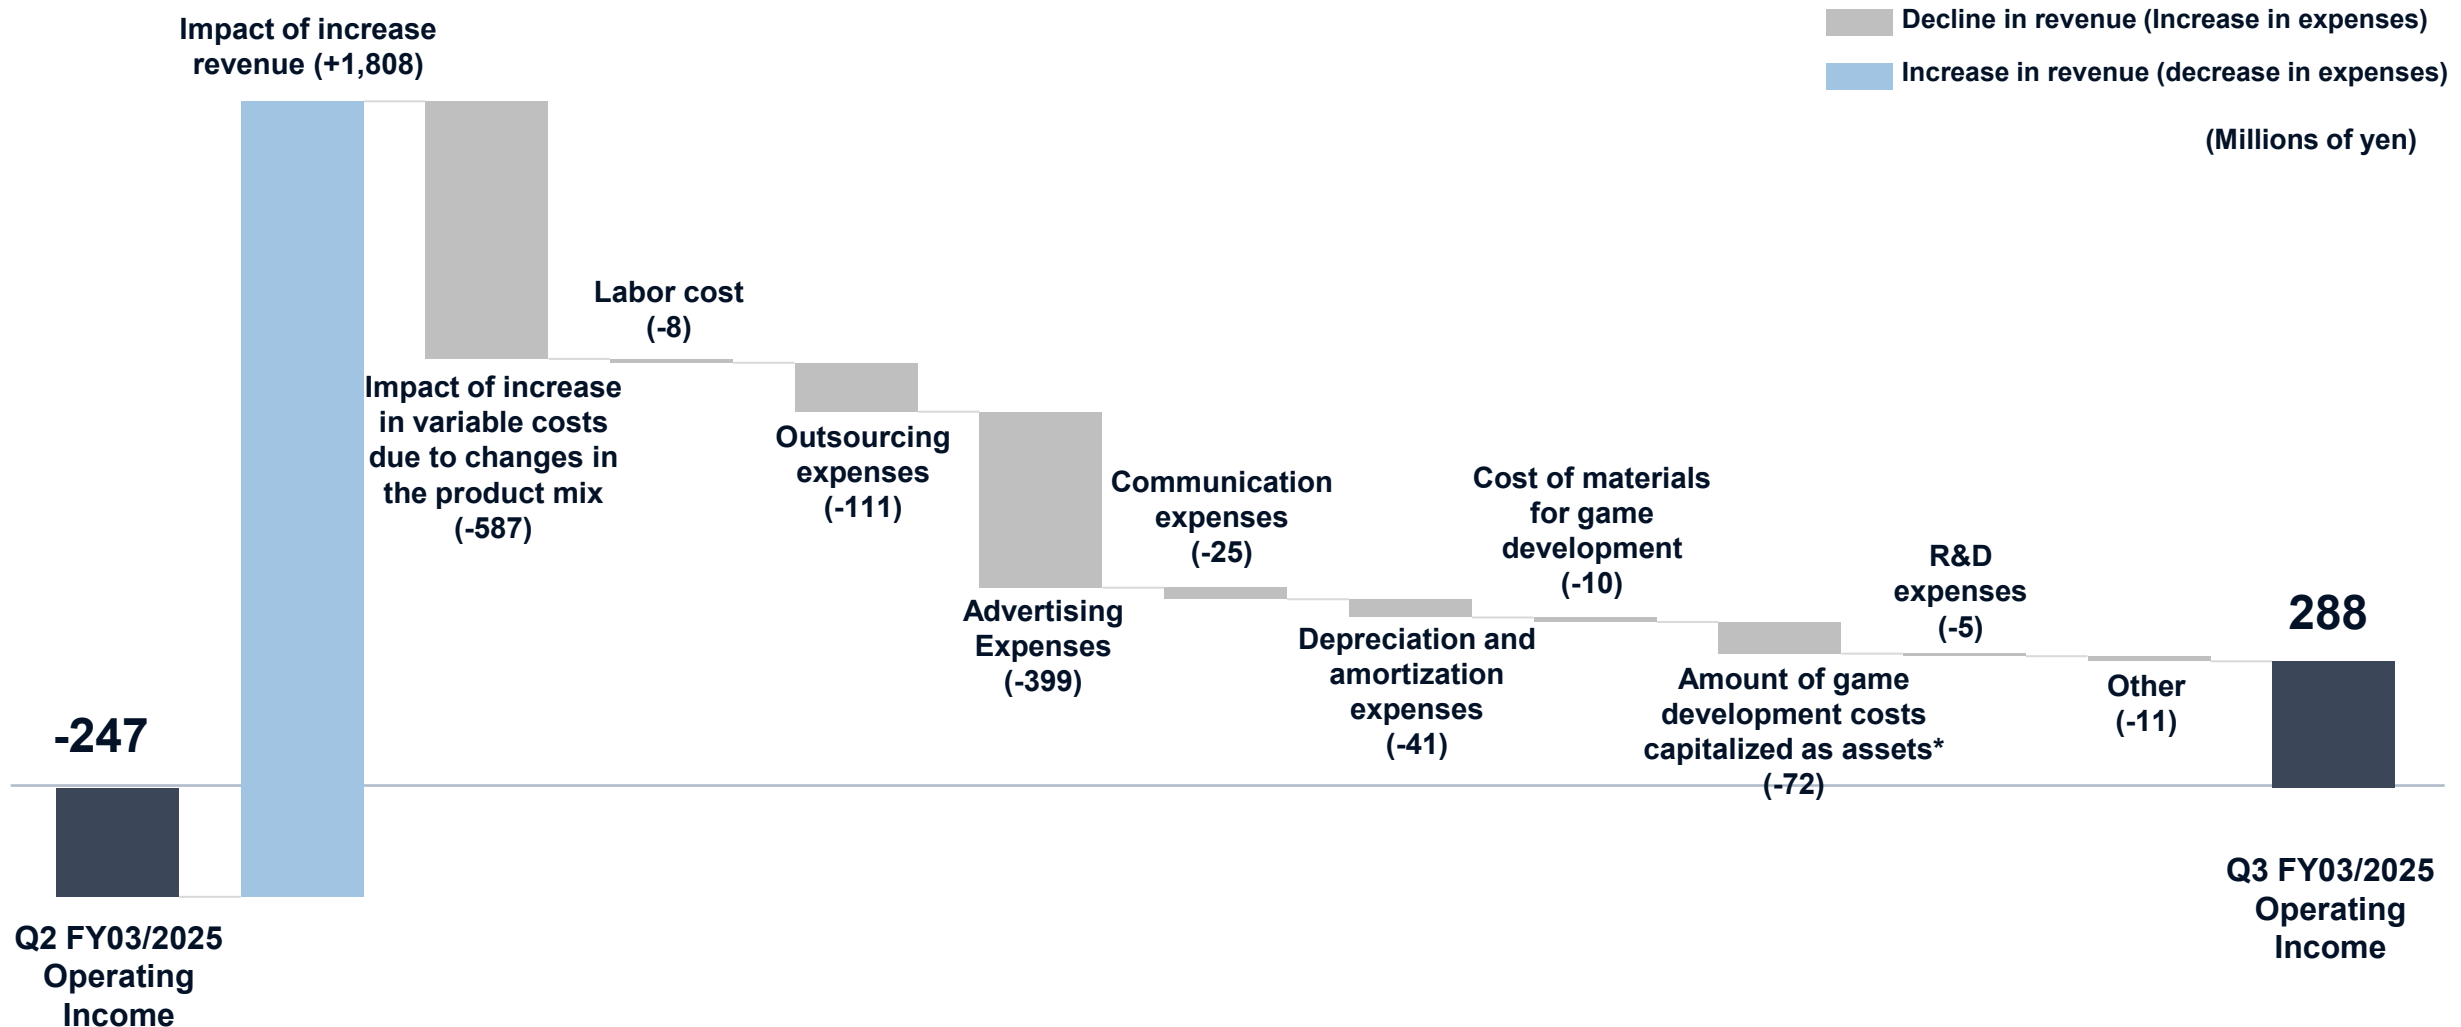 Impact of increase
revenue (+1,808)
Decline in revenue (Increase in expenses)
Increase in revenue (decrease in expenses)
(Millions of yen)
Labor cost
(-8)
Impact of increase
in variable costs
due to changes in
the product mix
(-587)
Outsourcing
expenses
(-111)
Advertising
Expenses
(-399)
Communication
expenses
(-25)
Depreciation and
amortization
expenses
(-41)
Cost of materials
for game
development
(-10)
Amount of game
development costs
capitalized as assets*
(-72)
R&D
expenses
(-5)
Other
(-11)
288
-247
Q2 FY03/2025
Operating
Income
Q3 FY03/2025
Operating
Income